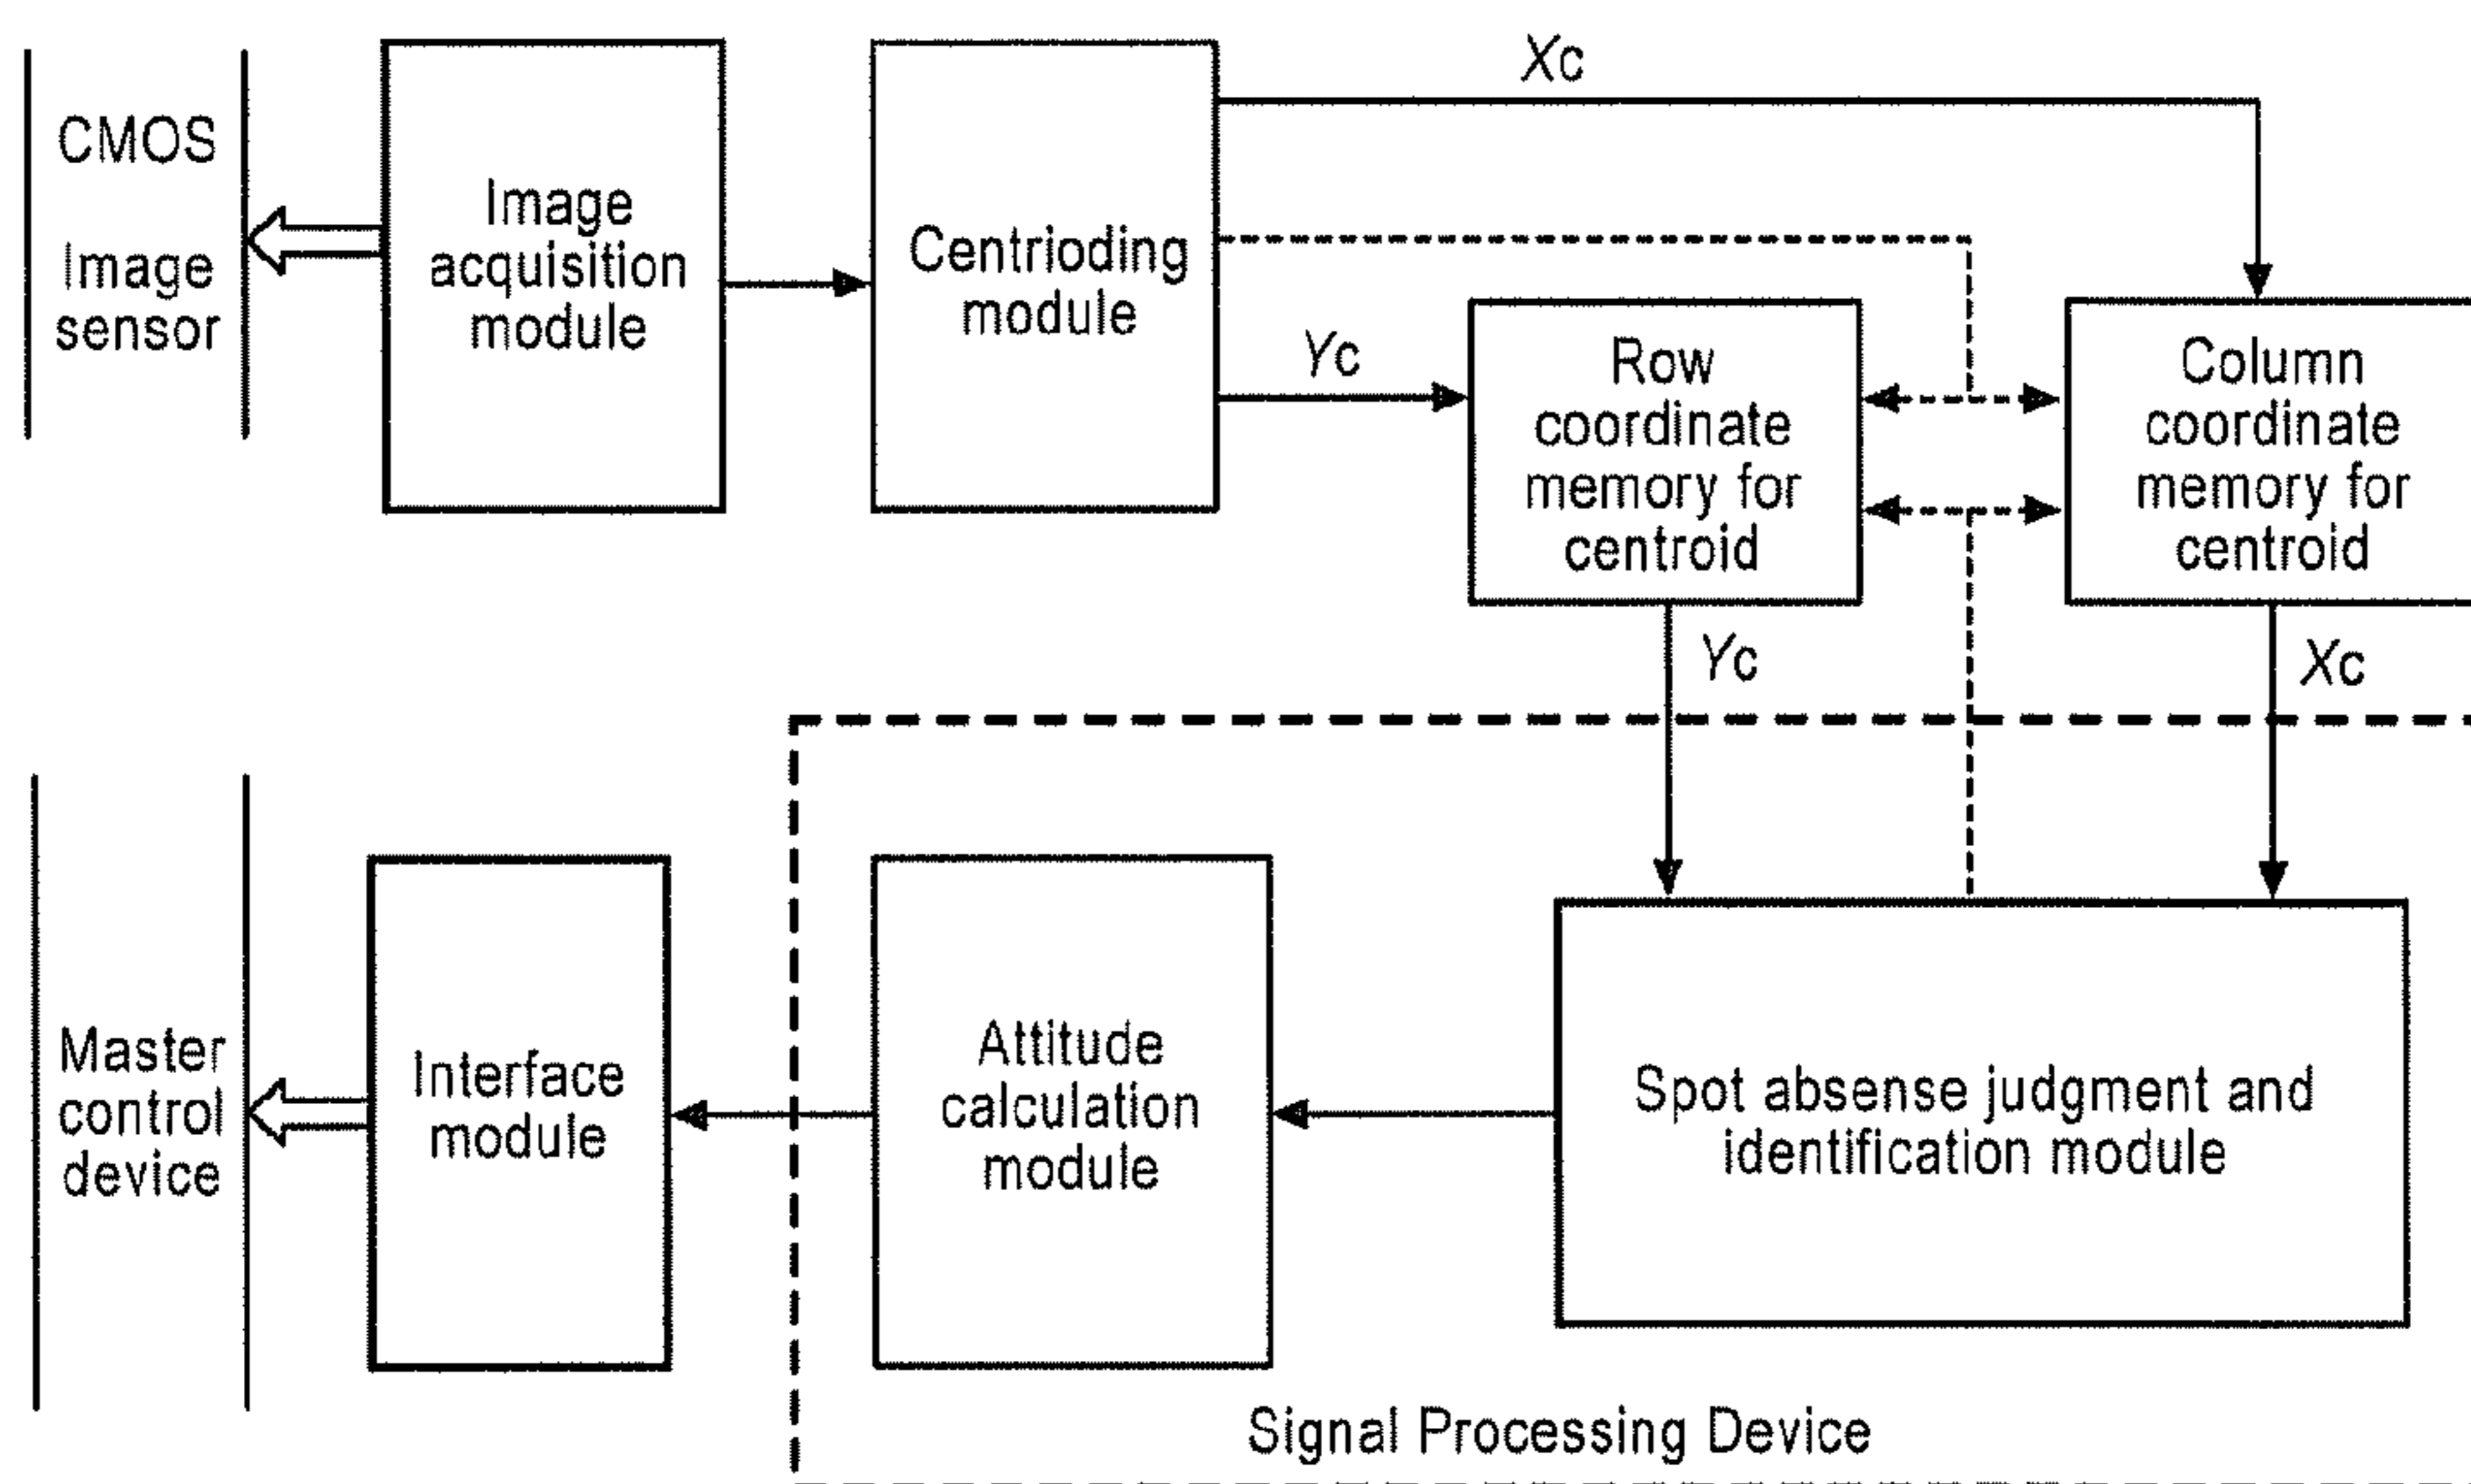 CMOS
Image
sensor
Image
acquisition
module
Centrioding
module
Xc
Yc
Row
coordinate
memory for
centroid
Column
coordinate
memory for
centroid
Yc
Xc
Master
control
device
Interface
module
Attitude
calculation
module
Spot absense judgment and
identification module
Signal Processing Device